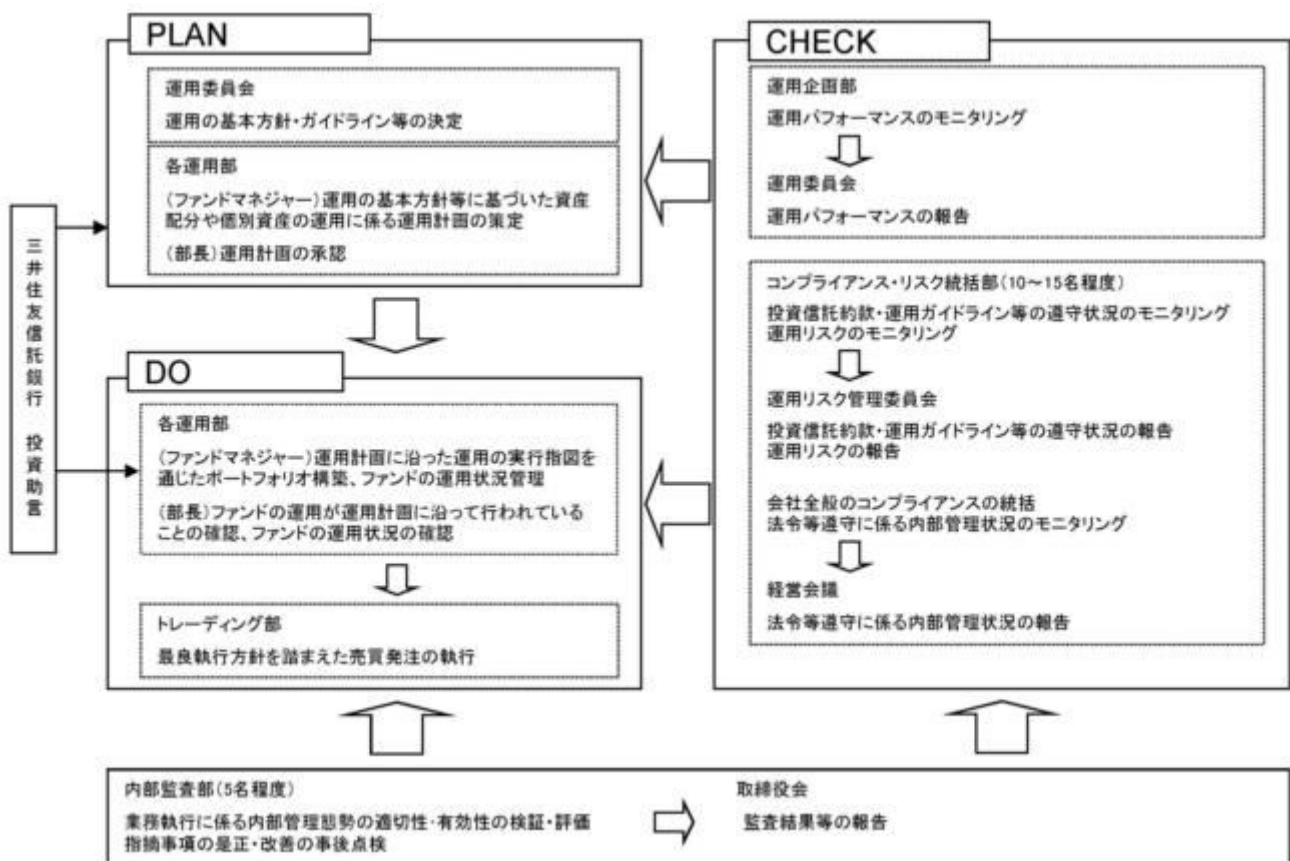 PLAN
運用委員会
運用の基本方針・ガイドライン等の決定
各運用部
(ファンドマネジャー)運用の基本方針等に基づいた資産
配分や個別資産の運用に係る運用計画の策定
(部長)運用計画の承認
三井住友信託銀行 投資助言
DO
各運用部
(ファンドマネジャー)運用計画に沿った運用の実行指図を
通じたポートフォリオ構築、ファンドの運用状況管理
(部長)ファンドの運用が運用計画に沿って行われている
ことの確認、ファンドの運用状況の確認
トレーディング部
最良執行方針を踏まえた売買発注の執行
CHECK
運用企画部
運用パフォーマンスのモニタリング
運用委員会
運用パフォーマンスの報告
コンプライアンス・リスク統括部(10~15名程度)
投資信託約款・運用ガイドライン等の遵守状況のモニタリング
運用リスクのモニタリング
運用リスク管理委員会
投資信託約款・運用ガイドライン等の遵守状況の報告
運用リスクの報告
会社全般のコンプライアンスの統括
法令等遵守に係る内部管理状況のモニタリング
経営会議
法令等遵守に係る内部管理状況の報告
内部監査部(5名程度)
業務執行に係る内部管理態勢の適切性・有効性の検証・評価
指摘事項の是正・改善の事後点検
取締役会
監査結果等の報告